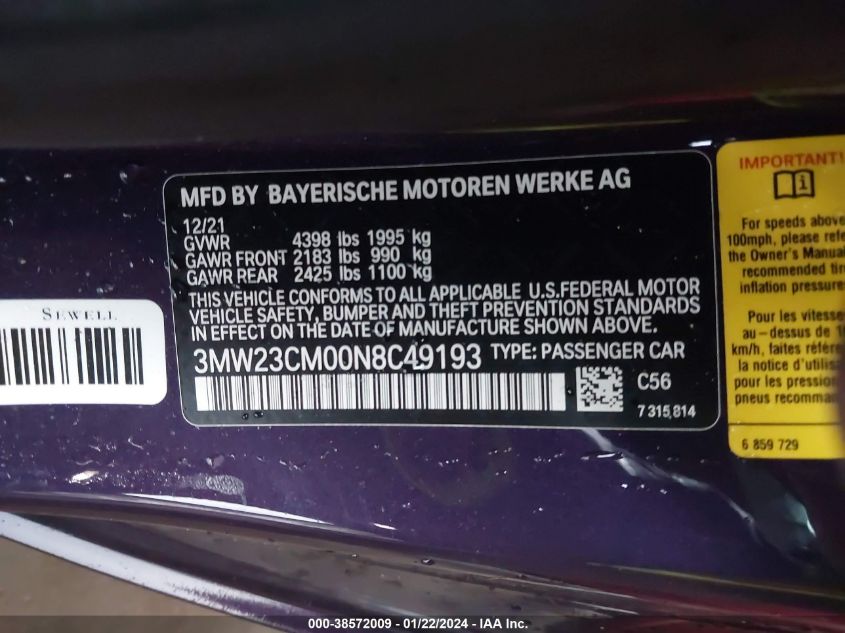 MFD BY BAYERISCHE MOTOREN WERKE AG
12/21
GVWR 4398 lbs 1995 kg
GAWR FRONT 2183 lbs 990 kg
GAWR REAR 2425 lbs 1100 kg
THIS VEHICLE CONFORMS TO ALL APPLICABLE U.S.FEDERAL MOTOR
VEHICLE SAFETY, BUMPER AND THEFT PREVENTION STANDARDS
IN EFFECT ON THE DATE OF MANUFACTURE SHOWN ABOVE.
3MW23CM00N8C49193 TYPE: PASSENGER CAR
C56
7 315 814
SEWELL
IMPORTANT!
For speeds above
100mph, please refe
the Owner's Manua
recommended tir
inflation pressure
Pour les vitesse
au-dessus de 1
km/h, faites référe
la notice d'utilisa
pour les pressio
pneus recomman
6 859 729
000-38572009 - 01/22/2024 - IAA Inc.